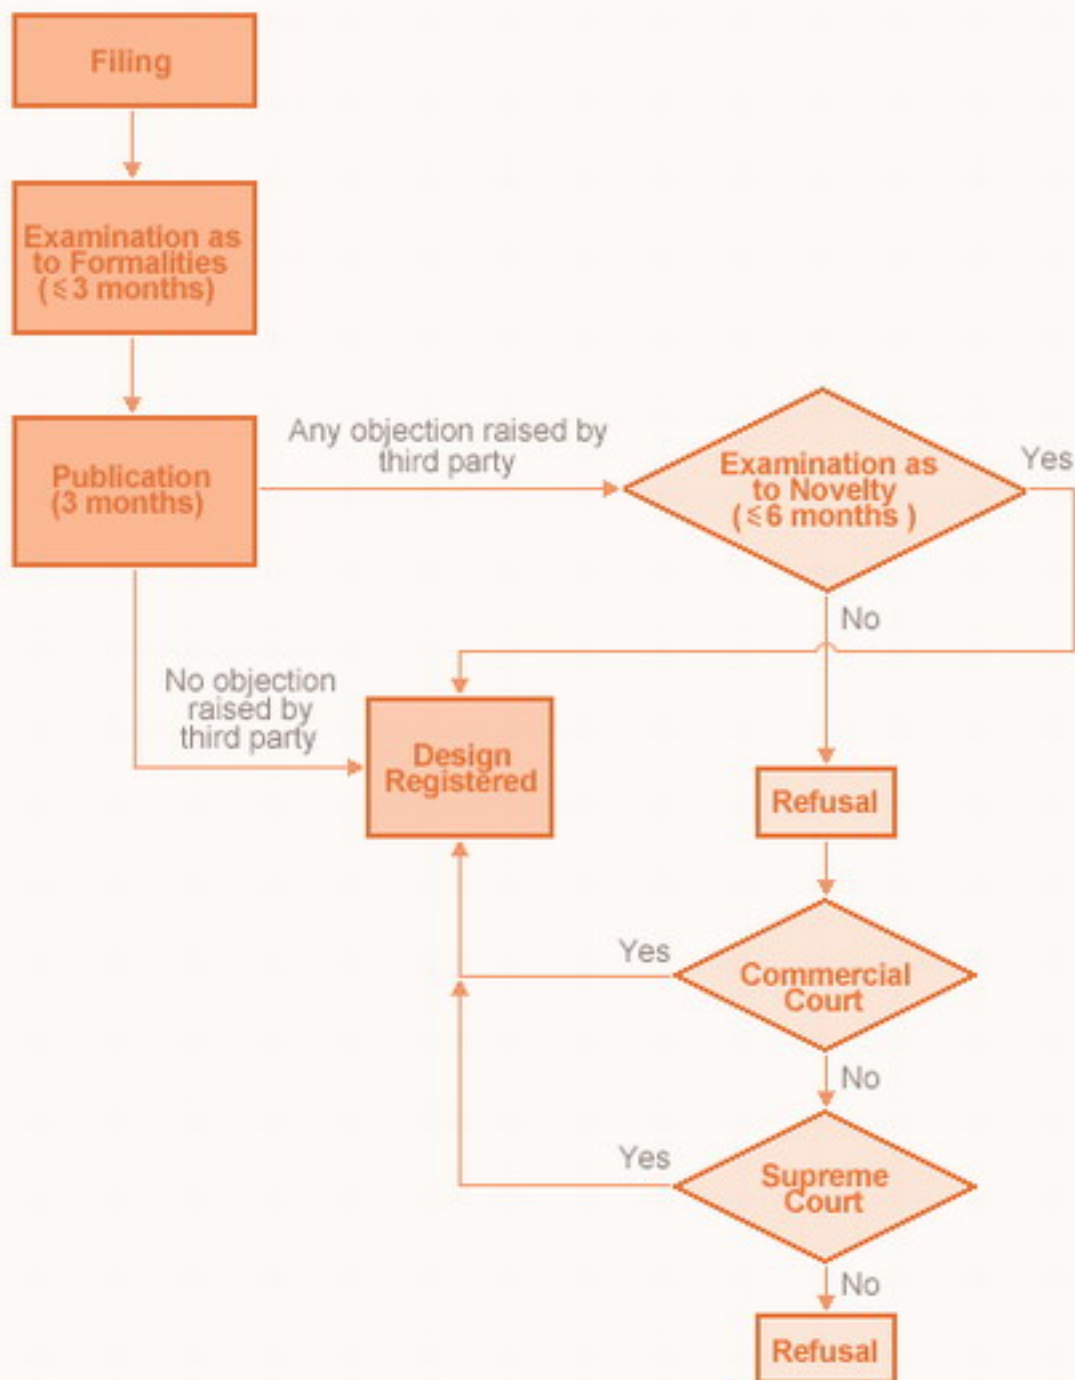 Filing
Examination as
to Formalities
(≤3 months)
Publication
(3 months)
Any objection raised by
third party
Examination as
to Novelty
(≤6 months )
Yes
No
No objection
raised by
third party
Design
Registered
Refusal
Yes
Commercial
Court
No
Yes
Supreme
Court
No
Refusal